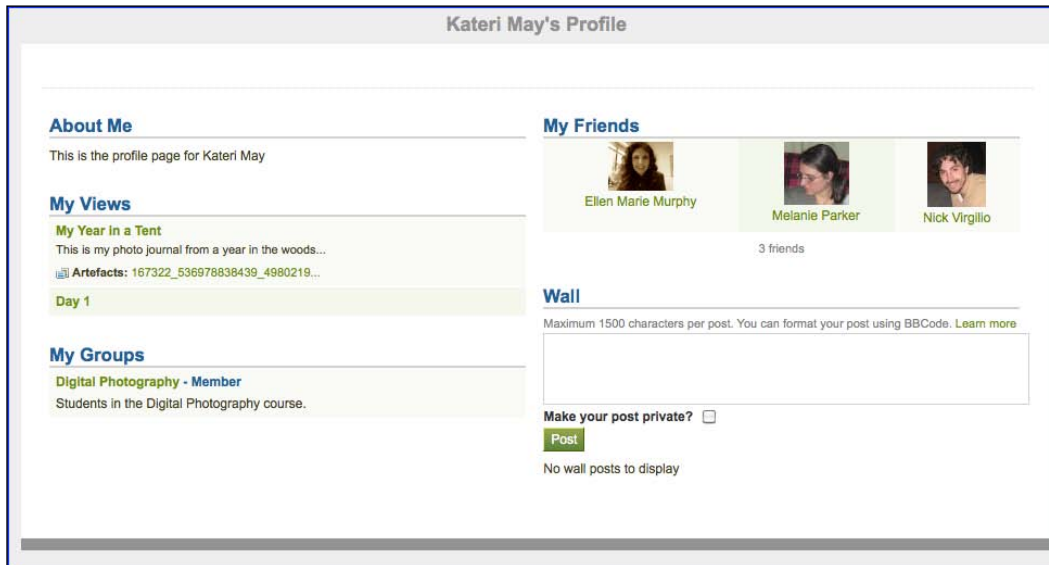 Kateri May's Profile
About Me
This is the profile page for Kateri May
My Views
My Year in a Tent
This is my photo journal from a year in the woods...
Artefacts: 167322_536978838439_4980219...
Day 1
My Groups
Digital Photography - Member
Students in the Digital Photography course.
My Friends
Ellen Marie Murphy
Melanie Parker
Nick Virgilio
3 friends
Wall
Maximum 1500 characters per post. You can format your post using BBCode. Learn more
Make your post private?
Post
No wall posts to display